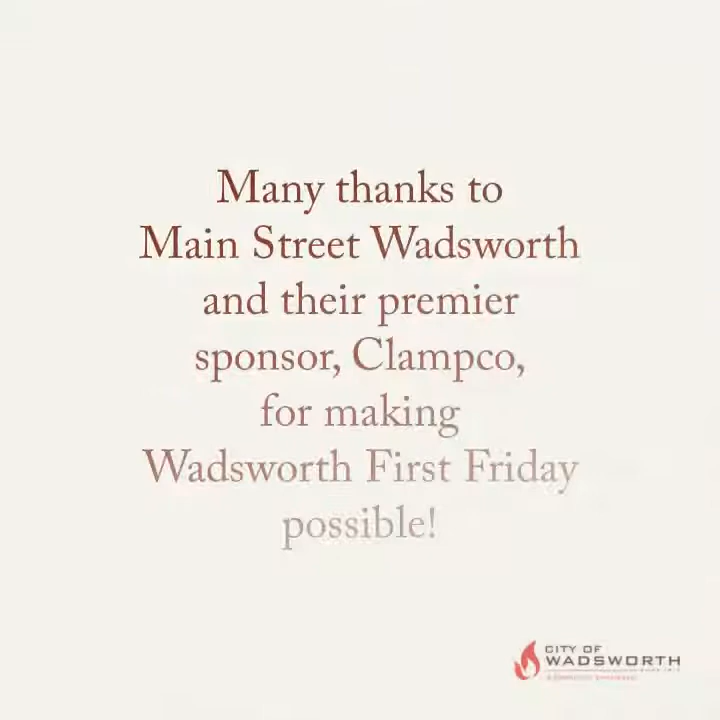 Many thanks to
Main Street Wadsworth
and their premier
sponsor, Clampco,
for making
Wadsworth First Friday
possible!
CITY OF
WADSWORTH